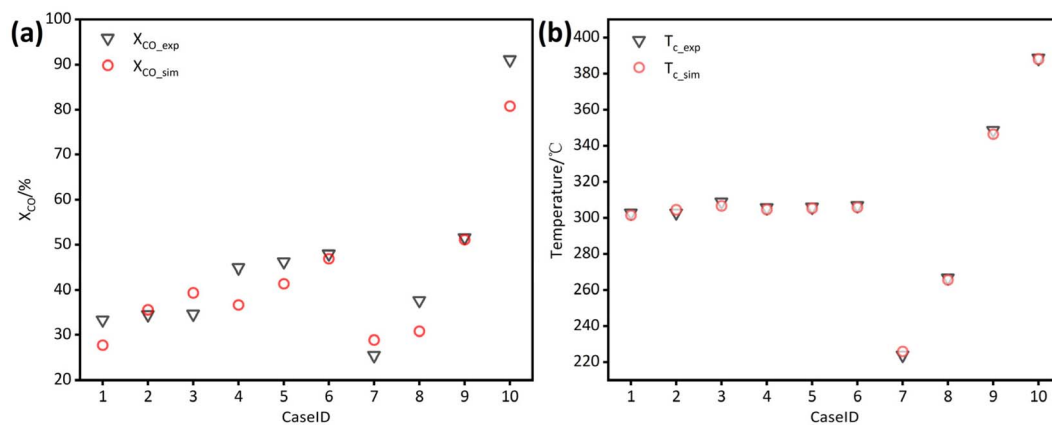 (a)
X_CO_exp
X_CO_sim
X_CO/%
100
90
80
70
60
50
40
30
20
1 2 3 4 5 6 7 8 9 10
CaseID
(b)
T_c_exp
T_c_sim
Temperature/℃
400
380
360
340
320
300
280
260
240
220
1 2 3 4 5 6 7 8 9 10
CaseID